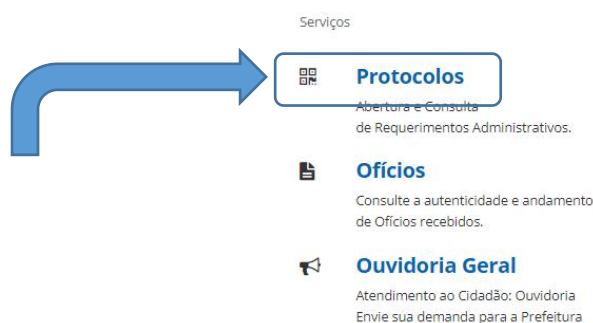 Serviços
Protocolos
Abertura e Consulta
de Requerimentos Administrativos.
Ofícios
Consulte a autenticidade e andamento
de Ofícios recebidos.
Ouvidoria Geral
Atendimento ao Cidadão: Ouvidoria
Envie sua demanda para a Prefeitura